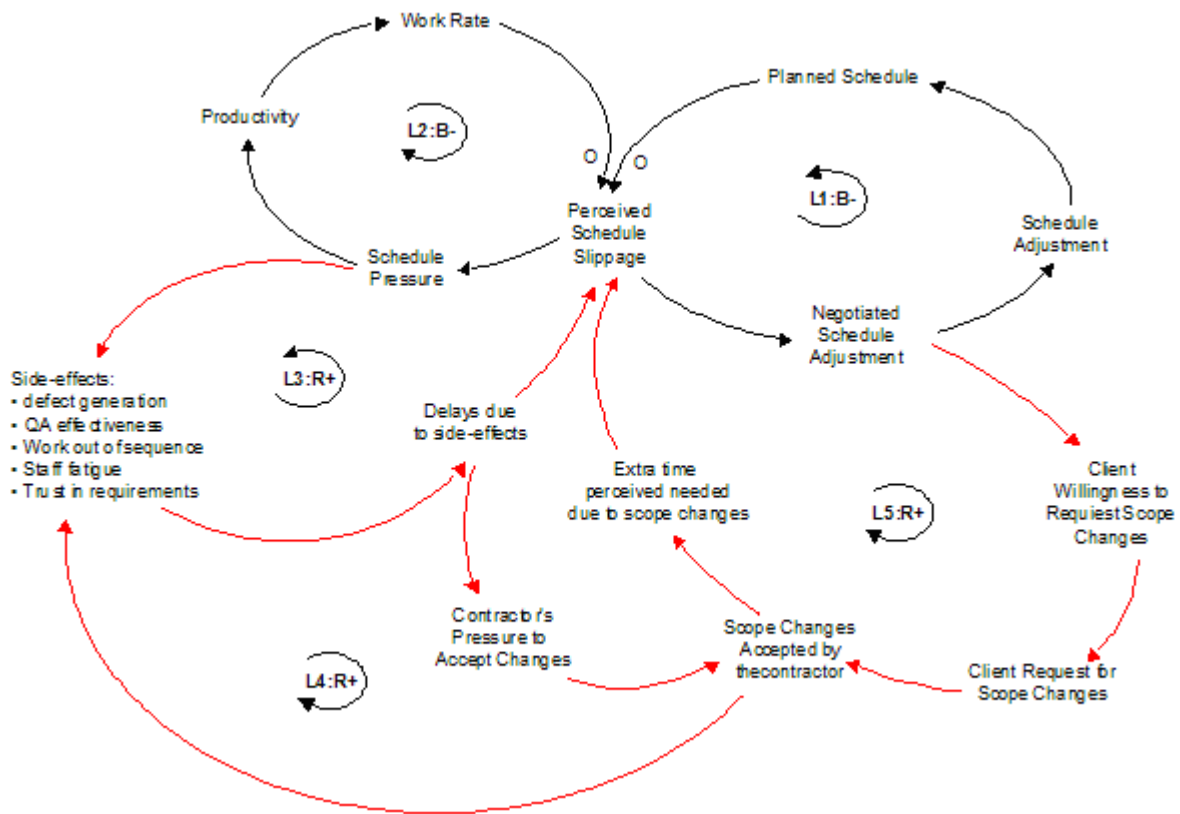 Work Rate
Planned Schedule
Productivity
L2:B-
O
O
L1:B-
Perceived
Schedule
Slippage
Schedule
Adjustment
Schedule
Pressure
Negotiated
Schedule
Adjustment
L3:R+
Side-effects:
▪ defect generation
▪ QA effectiveness
▪ Work out of sequence
▪ Staff fatigue
▪ Trust in requirements
Delays due
to side-effects
Extra time
perceived needed
due to scope changes
L5:R+
Client
Willingness to
Requiest Scope
Changes
Contractor's
Pressure to
Accept Changes
Scope Changes
Accepted by
thecontractor
Client Request for
Scope Changes
L4:R+